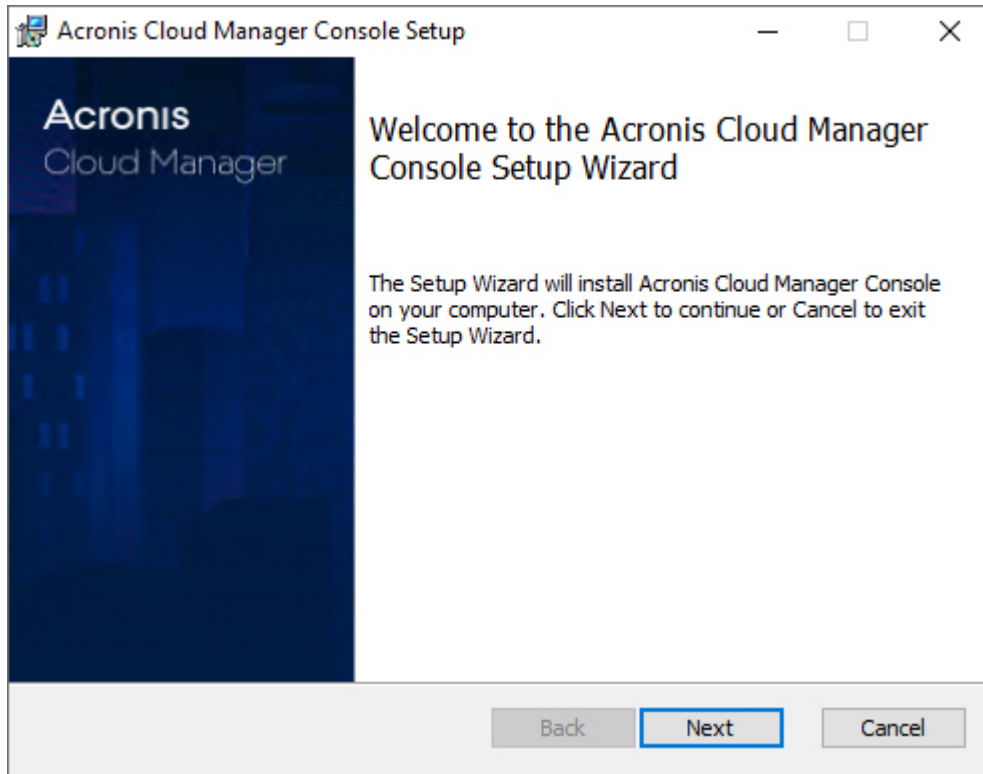 Acronis Cloud Manager Console Setup
Acronis
Cloud Manager
Welcome to the Acronis Cloud Manager
Console Setup Wizard
The Setup Wizard will install Acronis Cloud Manager Console
on your computer. Click Next to continue or Cancel to exit
the Setup Wizard.
Back
Next
Cancel